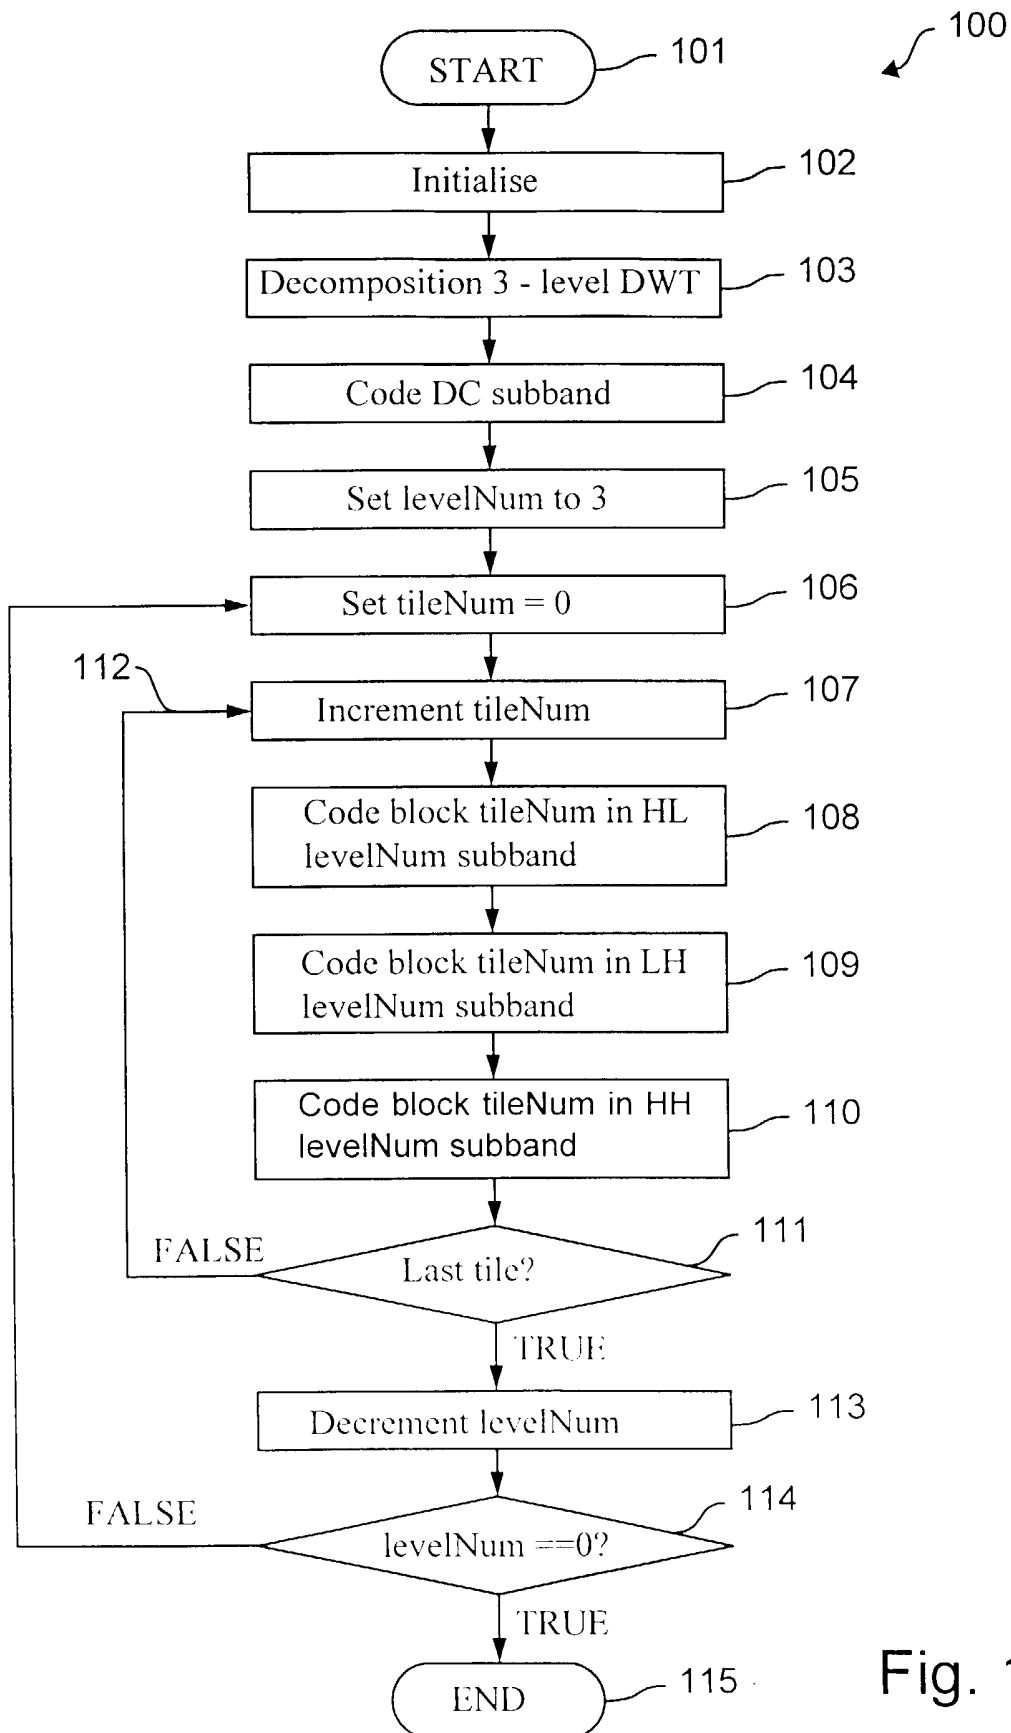 100
START
101
Initialise
102
Decomposition 3 - level DWT
103
Code DC subband
104
Set levelNum to 3
105
Set tileNum = 0
106
112
Increment tileNum
107
Code block tileNum in HL
levelNum subband
108
Code block tileNum in LH
levelNum subband
109
Code block tileNum in HH
levelNum subband
110
FALSE
Last tile?
111
TRUE
Decrement levelNum
113
FALSE
levelNum ==0?
114
TRUE
END
115
Fig. 1